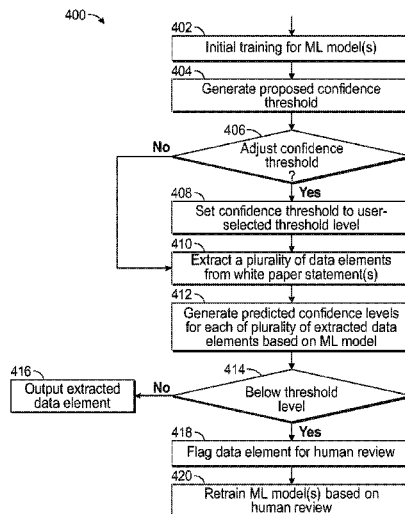 400
402
Initial training for ML model(s)
404
Generate proposed confidence
threshold
406
No
Adjust confidence
threshold
?
408
Yes
Set confidence threshold to user-
selected threshold level
410
Extract a plurality of data elements
from white paper statement(s)
412
Generate predicted confidence levels
for each of plurality of extracted data
elements based on ML model
416
No
414
Output extracted
data element
Below threshold
level
418
Yes
Flag data element for human review
420
Retrain ML model(s) based on
human review